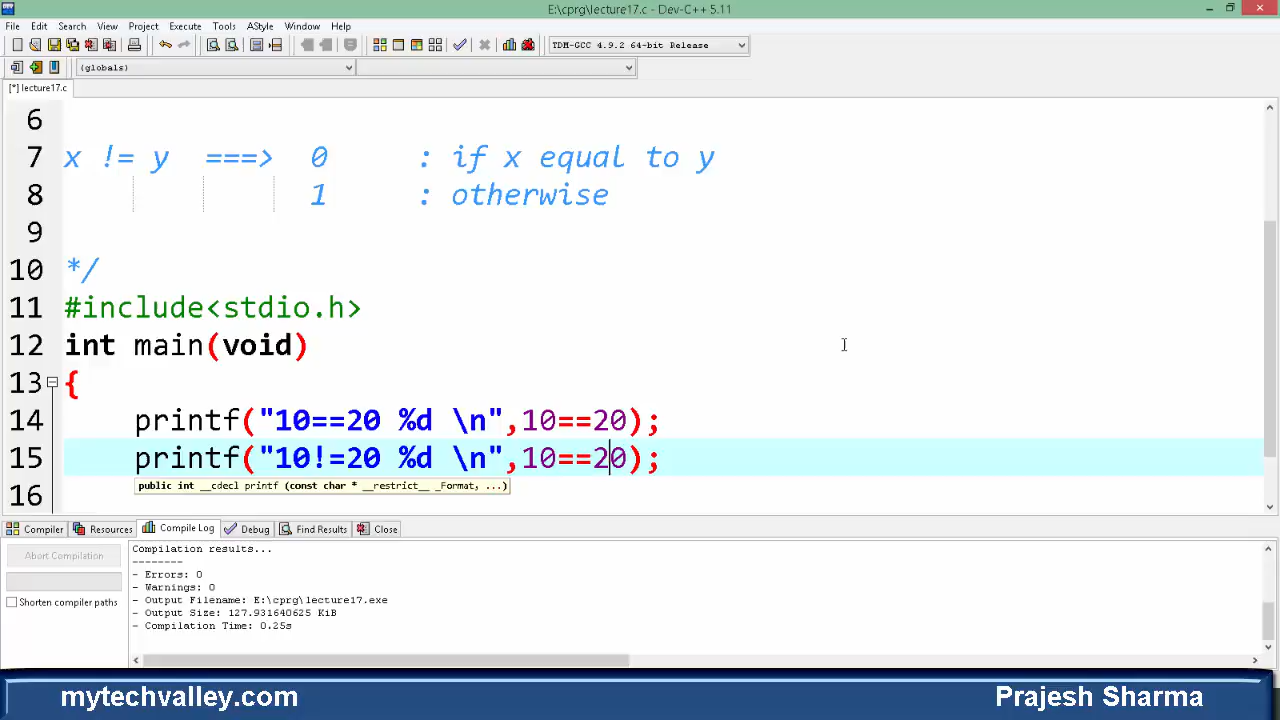 E:\cprg\lecture17.c - Dev-C++ 5.11
File Edit Search View Project Execute Tools AStyle Window Help
TDM-GCC 4.9.2 64-bit Release
(globals)
[*] lecture17.c
6
7 x != y ===> 0 : if x equal to y
8 1 : otherwise
9
10 */
11 #include<stdio.h>
12 int main(void)
13 {
14 printf("10==20 %d \n",10==20);
15 printf("10!=20 %d \n",10==20);
public int __cdecl printf (const char * __restrict__ _Format, ...)
16
Compiler Resources Compile Log Debug Find Results Close
Abort Compilation
Shorten compiler paths
Compilation results...
--------
- Errors: 0
- Warnings: 0
- Output Filename: E:\cprg\lecture17.exe
- Output Size: 127.931640625 KiB
- Compilation Time: 0.25s
mytechvalley.com Prajesh Sharma